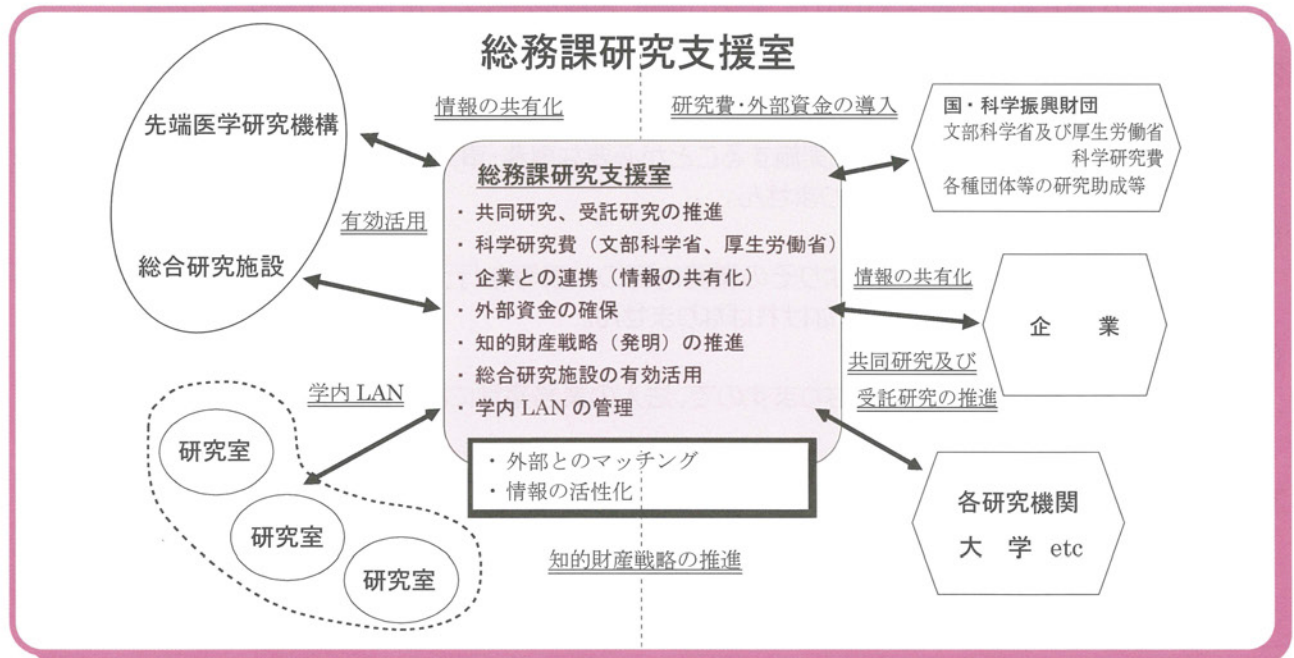 総務課研究支援室
情報の共有化
研究費・外部資金の導入
先端医学研究機構
総合研究施設
有効活用
国・科学振興財団
文部科学省及び厚生労働省
科学研究費
各種団体等の研究助成等
総務課研究支援室
・共同研究、受託研究の推進
・科学研究費（文部科学省、厚生労働省）
・企業との連携（情報の共有化）
・外部資金の確保
・知的財産戦略（発明）の推進
・総合研究施設の有効活用
・学内 LAN の管理
・外部とのマッチング
・情報の活性化
情報の共有化
企　業
共同研究及び
受託研究の推進
学内 LAN
研究室
研究室
研究室
各研究機関
大　学 etc
知的財産戦略の推進